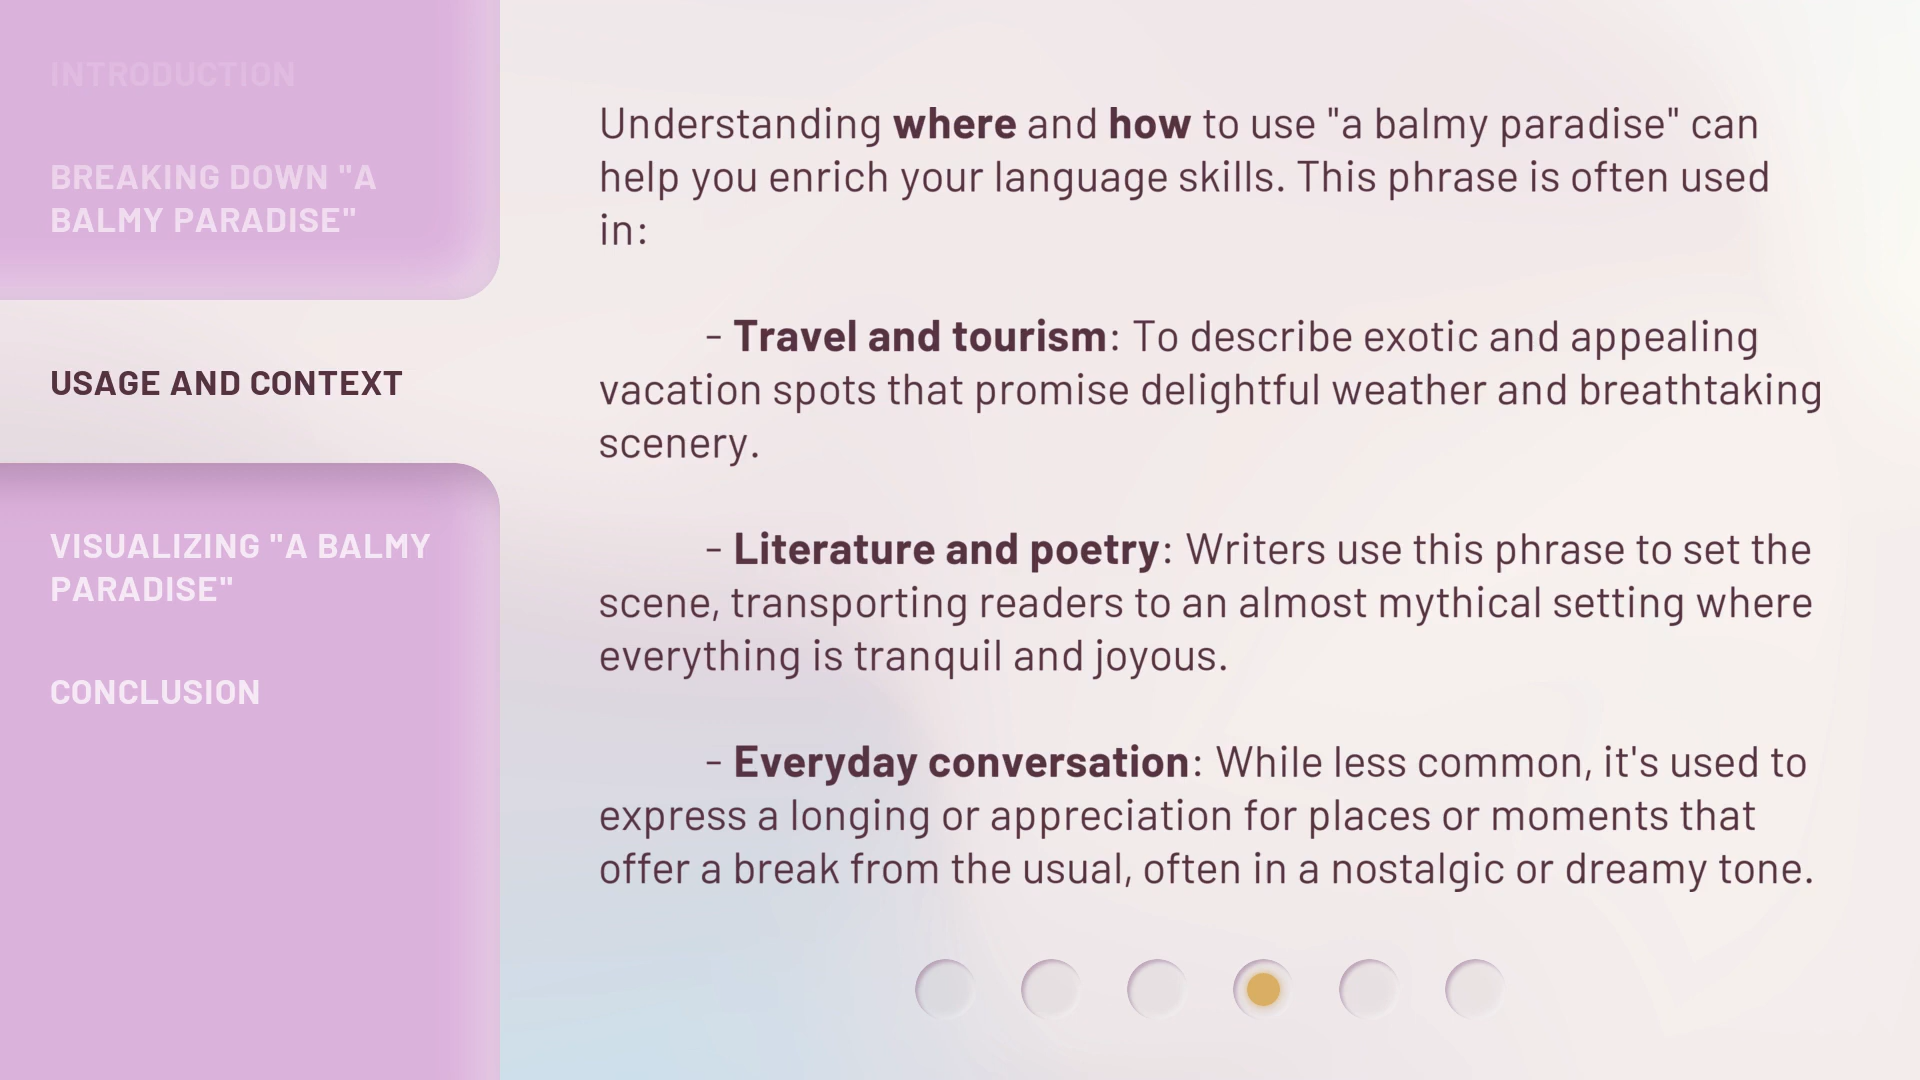 INTRODUCTION
BREAKING DOWN "A
BALMY PARADISE"
USAGE AND CONTEXT
VISUALIZING "A BALMY
PARADISE"
CONCLUSION
Understanding where and how to use "a balmy paradise" can
help you enrich your language skills. This phrase is often used
in:
- Travel and tourism: To describe exotic and appealing
vacation spots that promise delightful weather and breathtaking
scenery.
- Literature and poetry: Writers use this phrase to set the
scene, transporting readers to an almost mythical setting where
everything is tranquil and joyous.
- Everyday conversation: While less common, it's used to
express a longing or appreciation for places or moments that
offer a break from the usual, often in a nostalgic or dreamy tone.